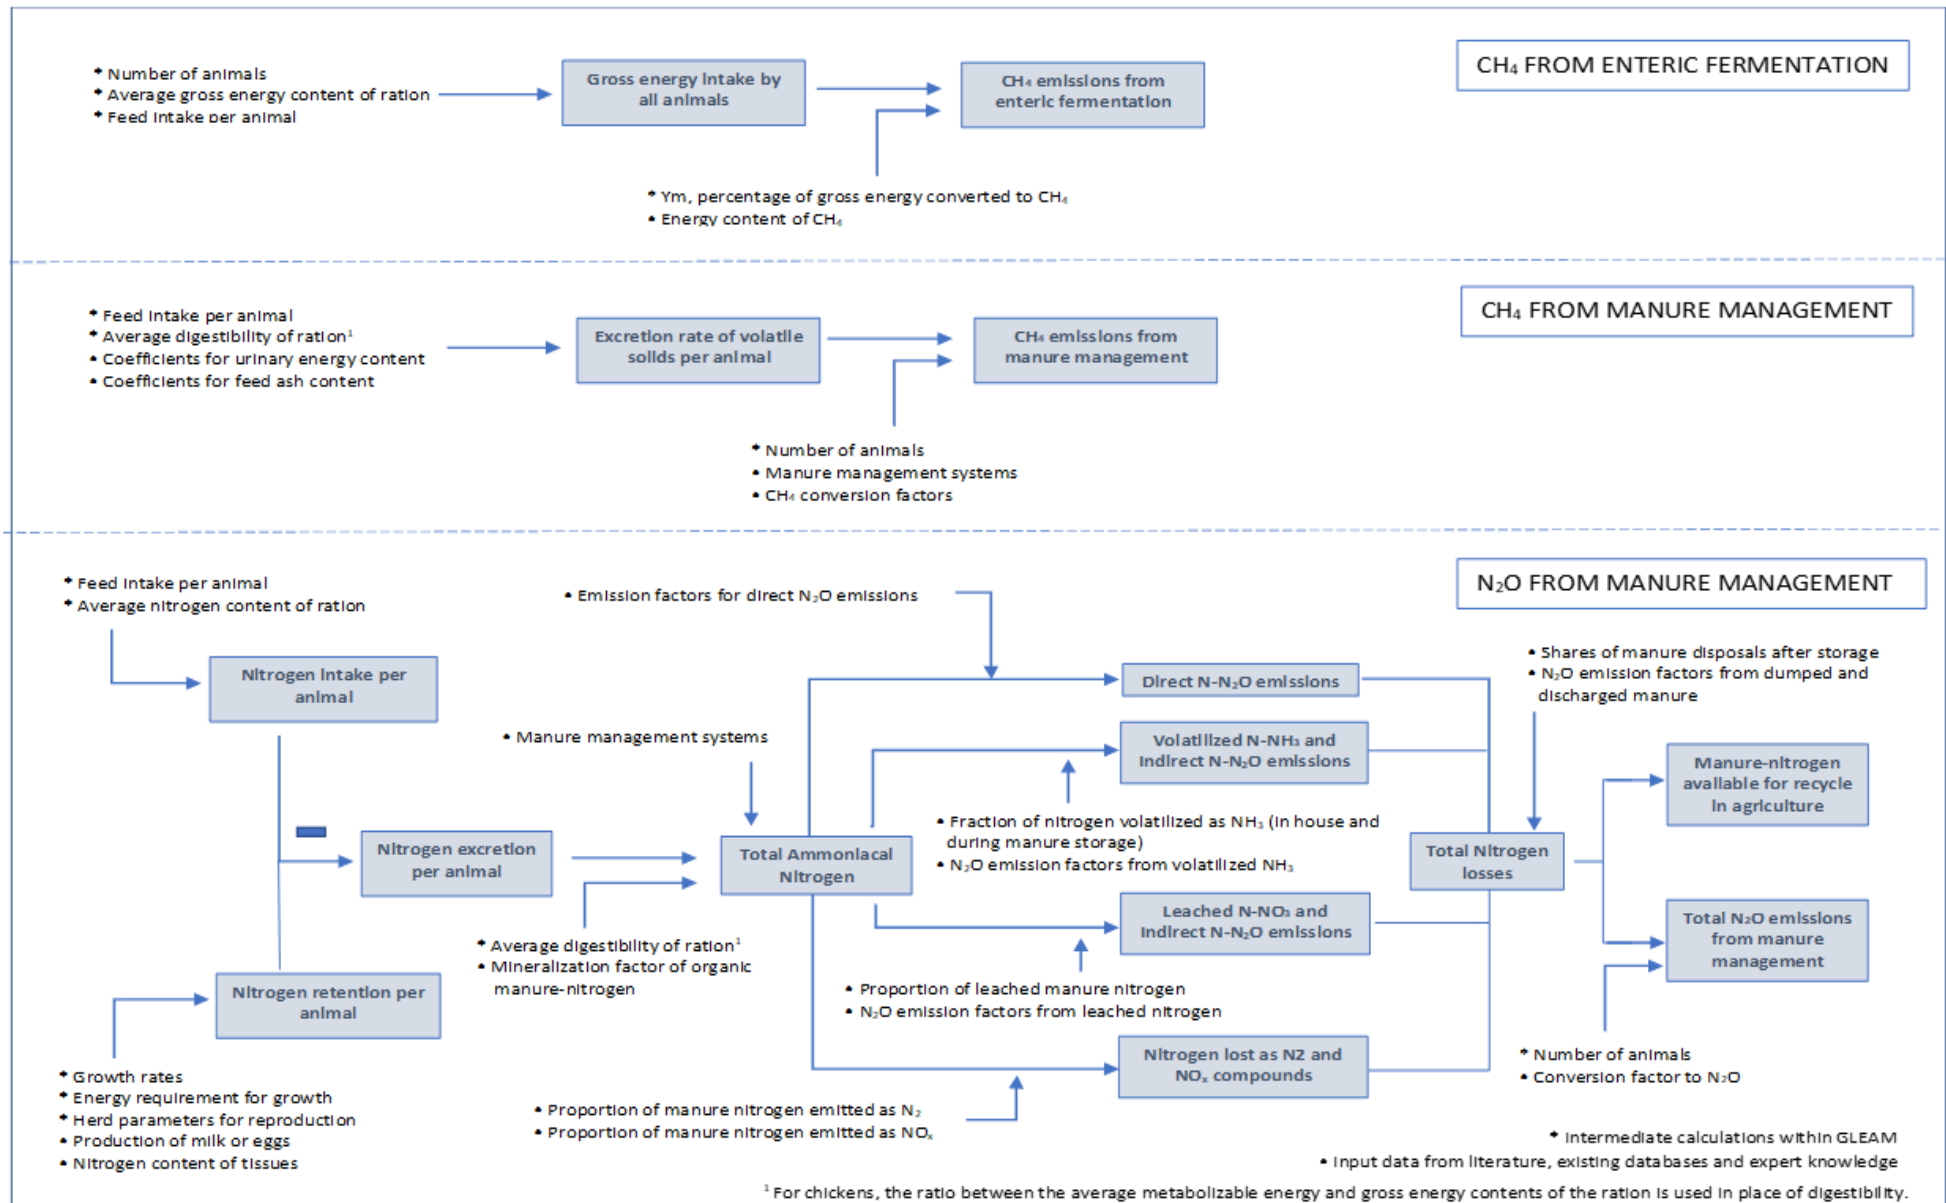 CH₄ FROM ENTERIC FERMENTATION
* Number of animals
* Average gross energy content of ration
* Feed intake per animal
Gross energy intake by
all animals
CH₄ emissions from
enteric fermentation
* Ym, percentage of gross energy converted to CH₄
• Energy content of CH₄
CH₄ FROM MANURE MANAGEMENT
* Feed intake per animal
* Average digestibility of ration¹
• Coefficients for urinary energy content
• Coefficients for feed ash content
Excretion rate of volatile
solids per animal
CH₄ emissions from
manure management
* Number of animals
• Manure management systems
• CH₄ conversion factors
N₂O FROM MANURE MANAGEMENT
* Feed intake per animal
* Average nitrogen content of ration
Nitrogen intake per
animal
Nitrogen excretion
per animal
Nitrogen retention per
animal
* Growth rates
* Energy requirement for growth
* Herd parameters for reproduction
• Production of milk or eggs
• Nitrogen content of tissues
• Manure management systems
* Average digestibility of ration¹
• Mineralization factor of organic
manure-nitrogen
Total Ammoniacal
Nitrogen
• Emission factors for direct N₂O emissions
Direct N-N₂O emissions
Volatilized N-NH₃ and
Indirect N-N₂O emissions
• Fraction of nitrogen volatilized as NH₃ (in house and
during manure storage)
• N₂O emission factors from volatilized NH₃
Leached N-NO₃ and
Indirect N-N₂O emissions
• Proportion of leached manure nitrogen
• N₂O emission factors from leached nitrogen
Nitrogen lost as N2 and
NOₓ compounds
• Proportion of manure nitrogen emitted as N₂
• Proportion of manure nitrogen emitted as NOₓ
Total Nitrogen
losses
• Shares of manure disposals after storage
• N₂O emission factors from dumped and
discharged manure
Manure-nitrogen
available for recycle
in agriculture
Total N₂O emissions
from manure
management
* Number of animals
• Conversion factor to N₂O
* Intermediate calculations within GLEAM
• Input data from literature, existing databases and expert knowledge
¹ For chickens, the ratio between the average metabolizable energy and gross energy contents of the ration is used in place of digestibility.